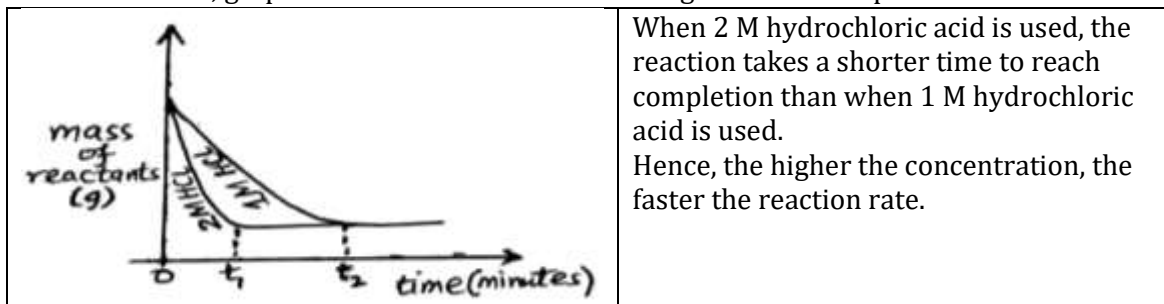 When 2 M hydrochloric acid is used, the
reaction takes a shorter time to reach
completion than when 1 M hydrochloric
acid is used.
Hence, the higher the concentration, the
faster the reaction rate.
mass
of
reactants
(g)
1M HCl
2M HCl
0
t₁
t₂
time(minutes)